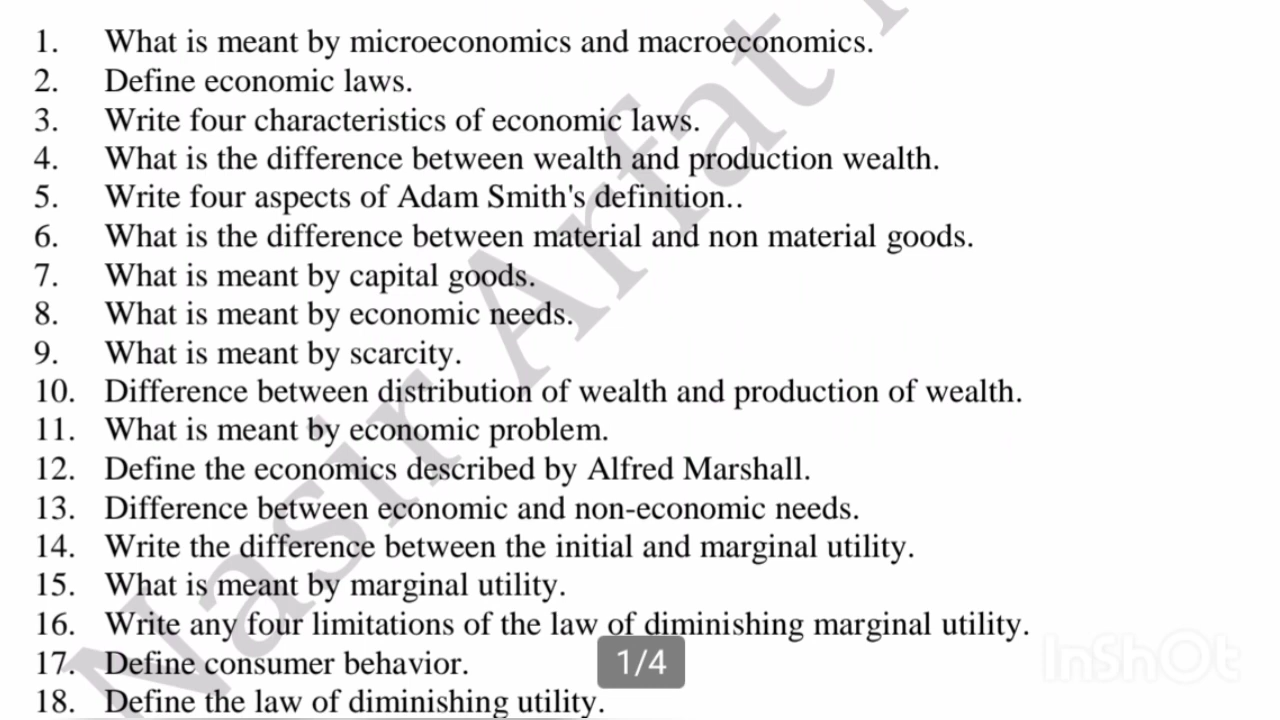 1. What is meant by microeconomics and macroeconomics.
2. Define economic laws.
3. Write four characteristics of economic laws.
4. What is the difference between wealth and production wealth.
5. Write four aspects of Adam Smith's definition..
6. What is the difference between material and non material goods.
7. What is meant by capital goods.
8. What is meant by economic needs.
9. What is meant by scarcity.
10. Difference between distribution of wealth and production of wealth.
11. What is meant by economic problem.
12. Define the economics described by Alfred Marshall.
13. Difference between economic and non-economic needs.
14. Write the difference between the initial and marginal utility.
15. What is meant by marginal utility.
16. Write any four limitations of the law of diminishing marginal utility.
17. Define consumer behavior.
18. Define the law of diminishing utility.
1/4
InShOt
Nasir Arfat